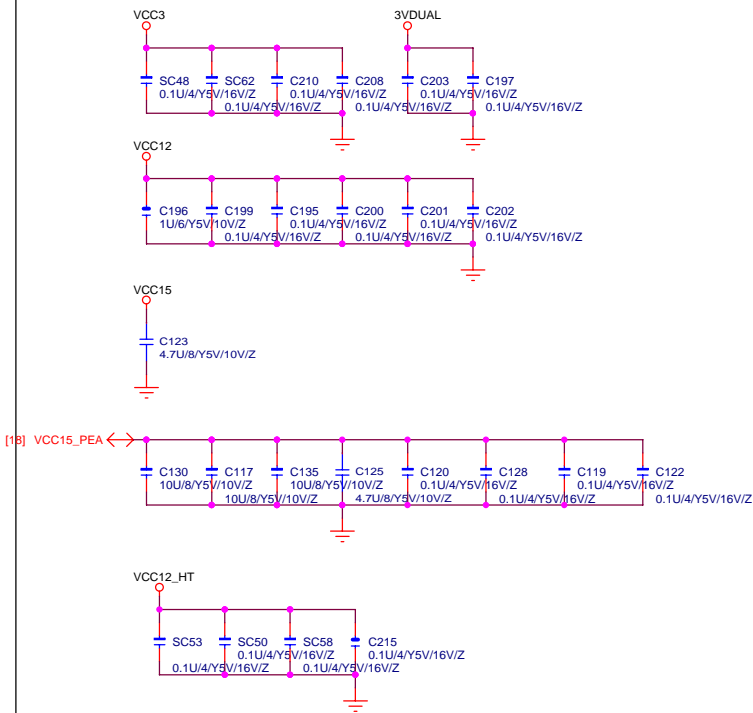 VCC3
3VDUAL
SC48
SC62
C210
C208
C203
C197
0.1U/4/Y5V/16V/Z
0.1U/4/Y5V/16V/Z
0.1U/4/Y5V/16V/Z
0.1U/4/Y5V/16V/Z
0.1U/4/Y5V/16V/Z
0.1U/4/Y5V/16V/Z
VCC12
C196
C199
C195
C200
C201
C202
1U/6/Y5V/10V/Z
0.1U/4/Y5V/16V/Z
0.1U/4/Y5V/16V/Z
0.1U/4/Y5V/16V/Z
0.1U/4/Y5V/16V/Z
0.1U/4/Y5V/16V/Z
VCC15
C123
4.7U/8/Y5V/10V/Z
[18] VCC15_PEA
C130
C117
C135
C125
C120
C128
C119
C122
10U/8/Y5V/10V/Z
10U/8/Y5V/10V/Z
0.1U/4/Y5V/16V/Z
0.1U/4/Y5V/16V/Z
10U/8/Y5V/10V/Z
4.7U/8/Y5V/10V/Z
0.1U/4/Y5V/16V/Z
0.1U/4/Y5V/16V/Z
VCC12_HT
SC53
SC50
SC58
C215
0.1U/4/Y5V/16V/Z
0.1U/4/Y5V/16V/Z
0.1U/4/Y5V/16V/Z
0.1U/4/Y5V/16V/Z